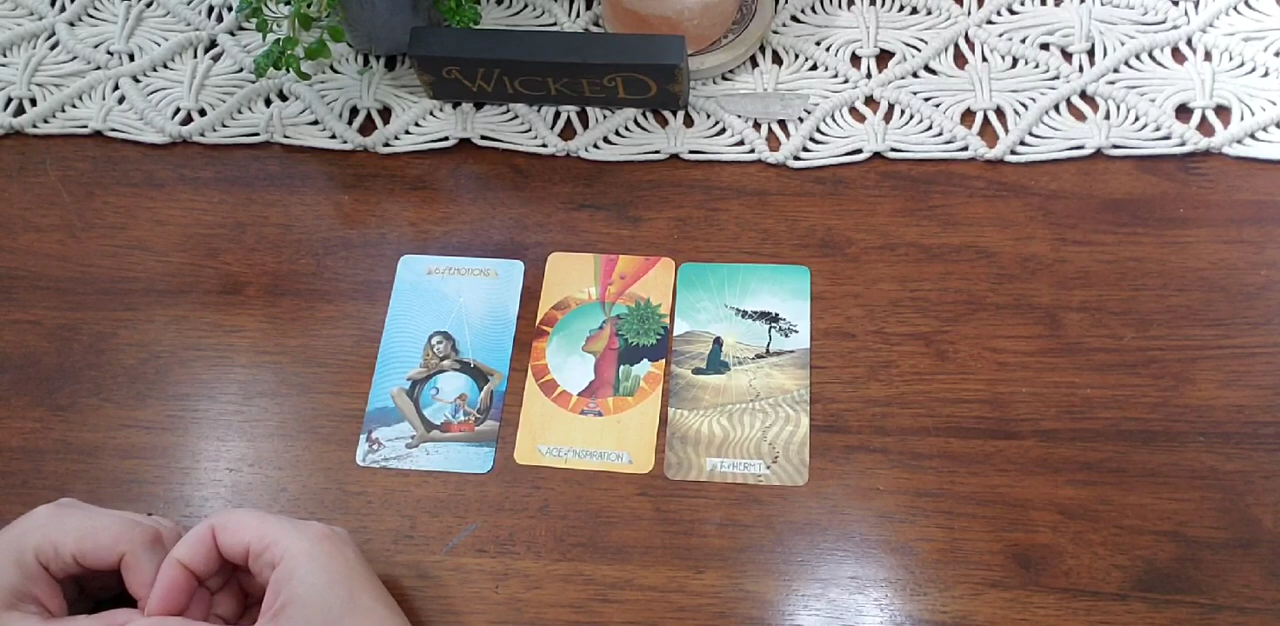 WICKED
6 of EMOTIONS
ACE of INSPIRATION
The HERMIT